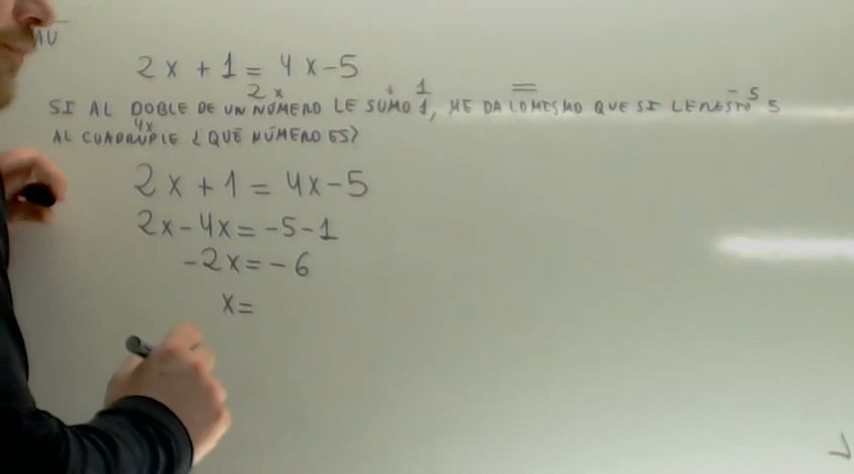 2x + 1 = 4x - 5
2x + 1 = - 5
SI AL DOBLE DE UN NÚMERO LE SUMO 1, ME DA LO MISMO QUE SI LE RESTO 5
4x
AL CUADRUPLE ¿QUÉ NÚMERO ES?
2x + 1 = 4x - 5
2x - 4x = -5 - 1
-2x = -6
x =